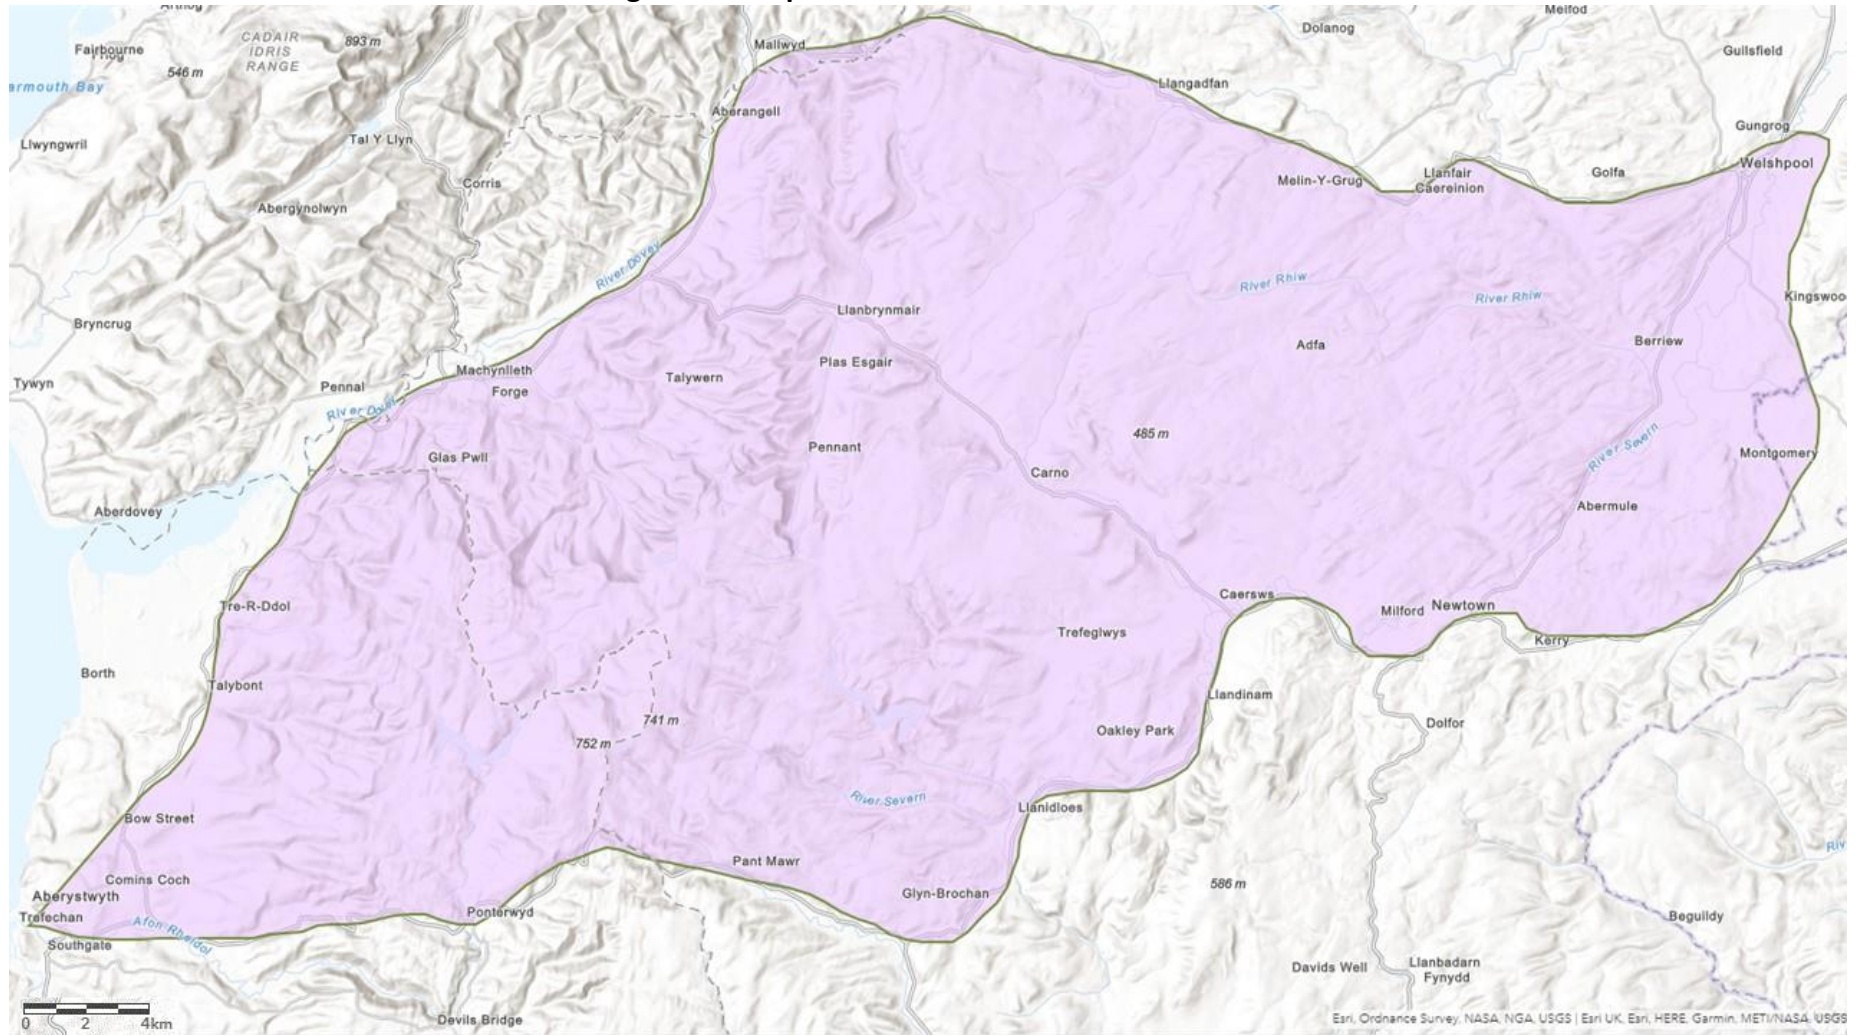 Arthog
Meifod
CADAIR
IDRIS
RANGE
893 m
Mallwyd
Dolanog
Fairbourne
Guilsfield
546 m
armouth Bay
Llangadfan
Aberangell
Gungrog
Llwyngwril
Tal Y Llyn
Welshpool
Llanfair
Caereinion
Golfa
Melin-Y-Grug
Corris
Abergynolwyn
River Dovey
River Rhiw
River Rhiw
Kingswoo
Llanbrynmair
Bryncrug
Berriew
Adfa
Plas Esgair
Machynlleth
Talywern
Tywyn
Pennal
Forge
River Dovey
485 m
River Severn
Pennant
Montgomery
Glas Pwll
Carno
Abermule
Aberdovey
Caersws
Tre-R-Ddol
Milford
Newtown
Trefeglwys
Kerry
Borth
Talybont
Llandinam
741 m
Dolfor
Oakley Park
752 m
River Severn
Llanidloes
Bow Street
Riv
Pant Mawr
Comins Coch
586 m
Glyn-Brochan
Aberystwyth
Ponterwyd
Trefechan
Beguildy
Afon Rheidol
Southgate
Davids Well
Llanbadarn
Fynydd
Devils Bridge
0 2 4km
Esri, Ordnance Survey, NASA, NGA, USGS | Esri UK, Esri, HERE, Garmin, METI/NASA, USGS